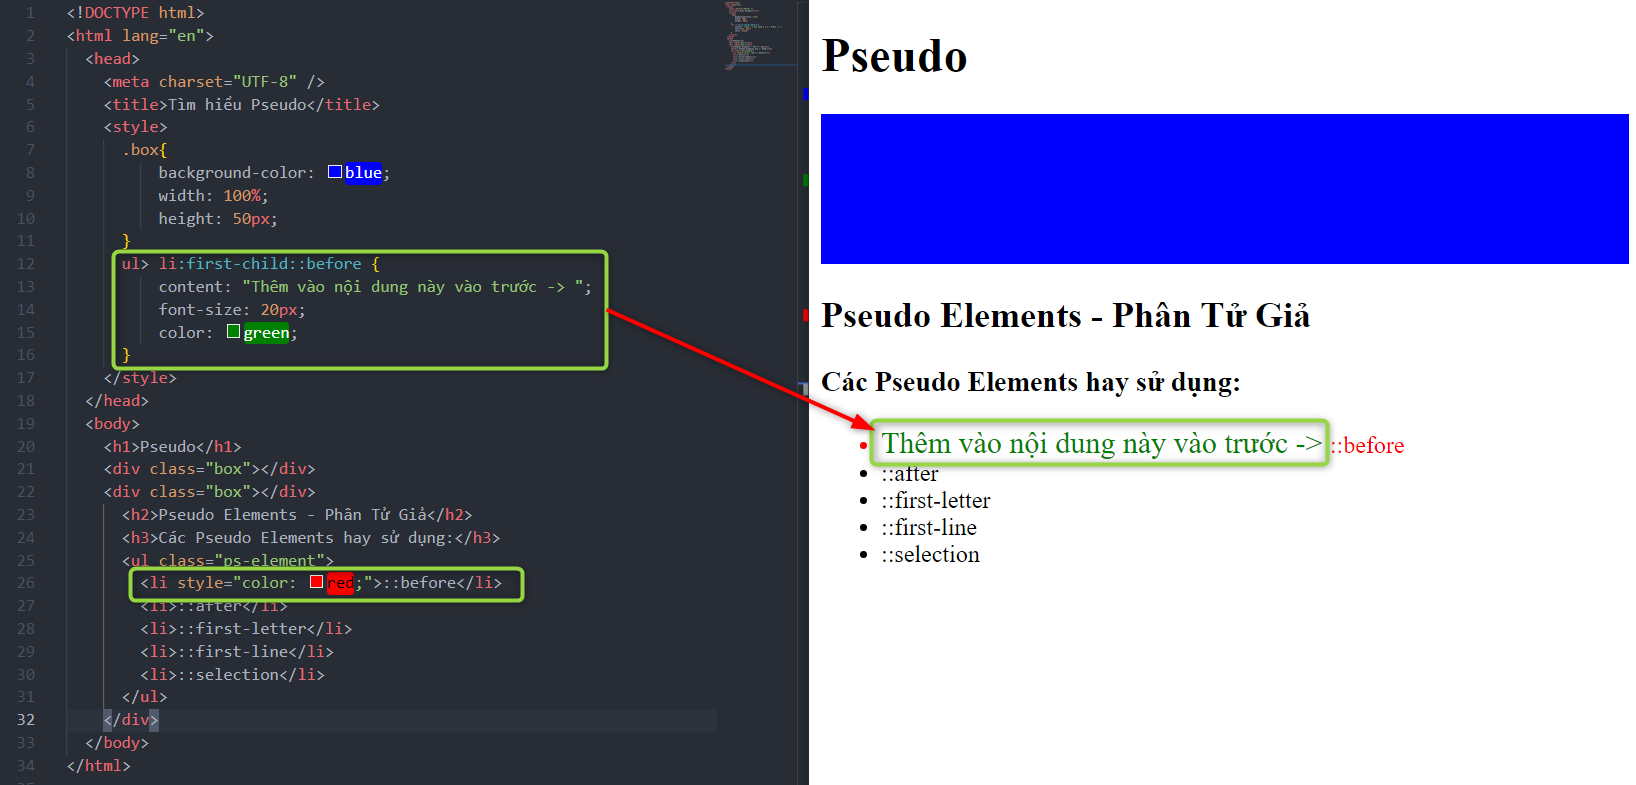 1 <!DOCTYPE html>
2 <html lang="en">
3 <head>
4 <meta charset="UTF-8" />
5 <title>Tìm hiểu Pseudo</title>
6 <style>
7 .box{
8 background-color: blue;
9 width: 100%;
10 height: 50px;
11 }
12 ul> li:first-child::before {
13 content: "Thêm vào nội dung này vào trước -> ";
14 font-size: 20px;
15 color: green;
16 }
17 </style>
18 </head>
19 <body>
20 <h1>Pseudo</h1>
21 <div class="box"></div>
22 <div class="box"></div>
23 <h2>Pseudo Elements - Phân Tử Giả</h2>
24 <h3>Các Pseudo Elements hay sử dụng:</h3>
25 <ul class="ps-element">
26 <li style="color: red;">::before</li>
27 <li>::after</li>
28 <li>::first-letter</li>
29 <li>::first-line</li>
30 <li>::selection</li>
31 </ul>
32 </div>
33 </body>
34 </html>
Pseudo
Pseudo Elements - Phân Tử Giả
Các Pseudo Elements hay sử dụng:
• Thêm vào nội dung này vào trước -> ::before
• ::after
• ::first-letter
• ::first-line
• ::selection